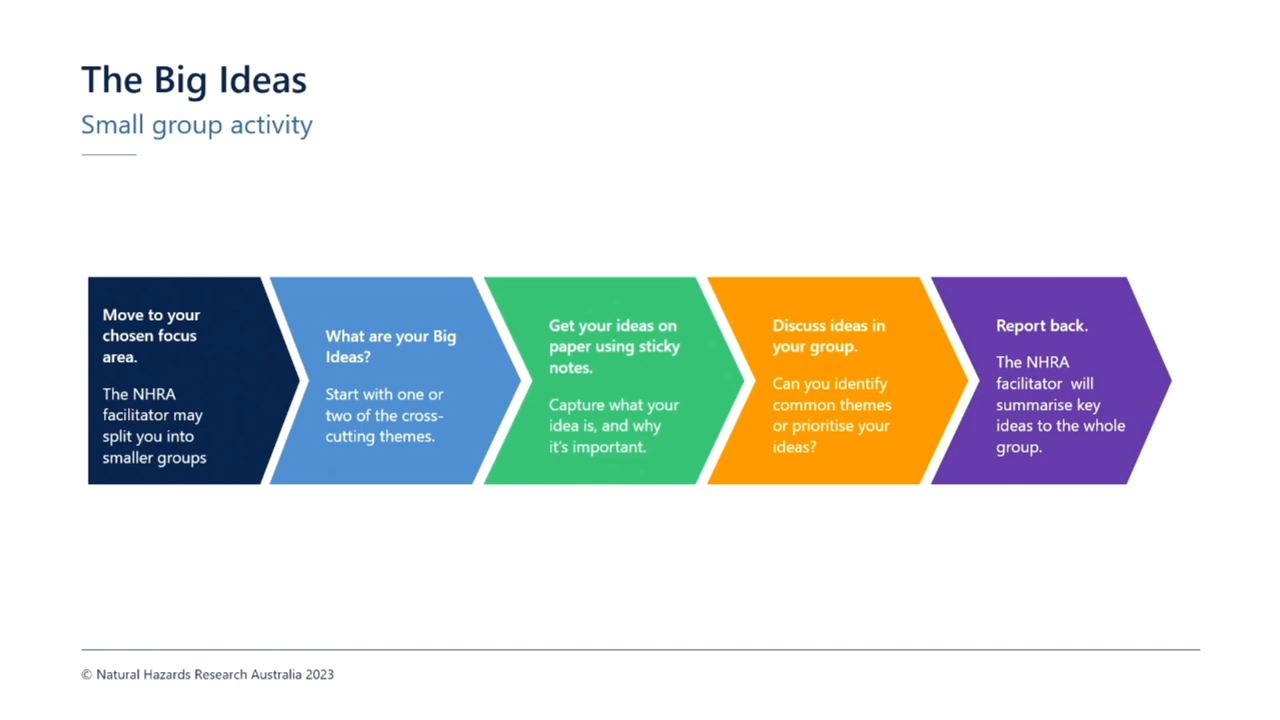 The Big Ideas
Small group activity
Move to your
chosen focus
area.
The NHRA
facilitator may
split you into
smaller groups
What are your Big
Ideas?
Start with one or
two of the cross-
cutting themes.
Get your ideas on
paper using sticky
notes.
Capture what your
idea is, and why
it's important.
Discuss ideas in
your group.
Can you identify
common themes
or prioritise your
ideas?
Report back.
The NHRA
facilitator  will
summarise key
ideas to the whole
group.
© Natural Hazards Research Australia 2023